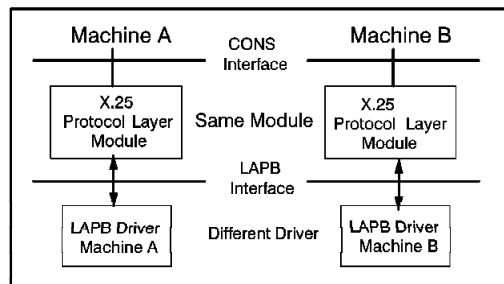 Machine A
CONS
Interface
Machine B
X.25
Protocol Layer
Module
Same Module
X.25
Protocol Layer
Module
LAPB
Interface
LAPB Driver
Machine A
Different Driver
LAPB Driver
Machine B